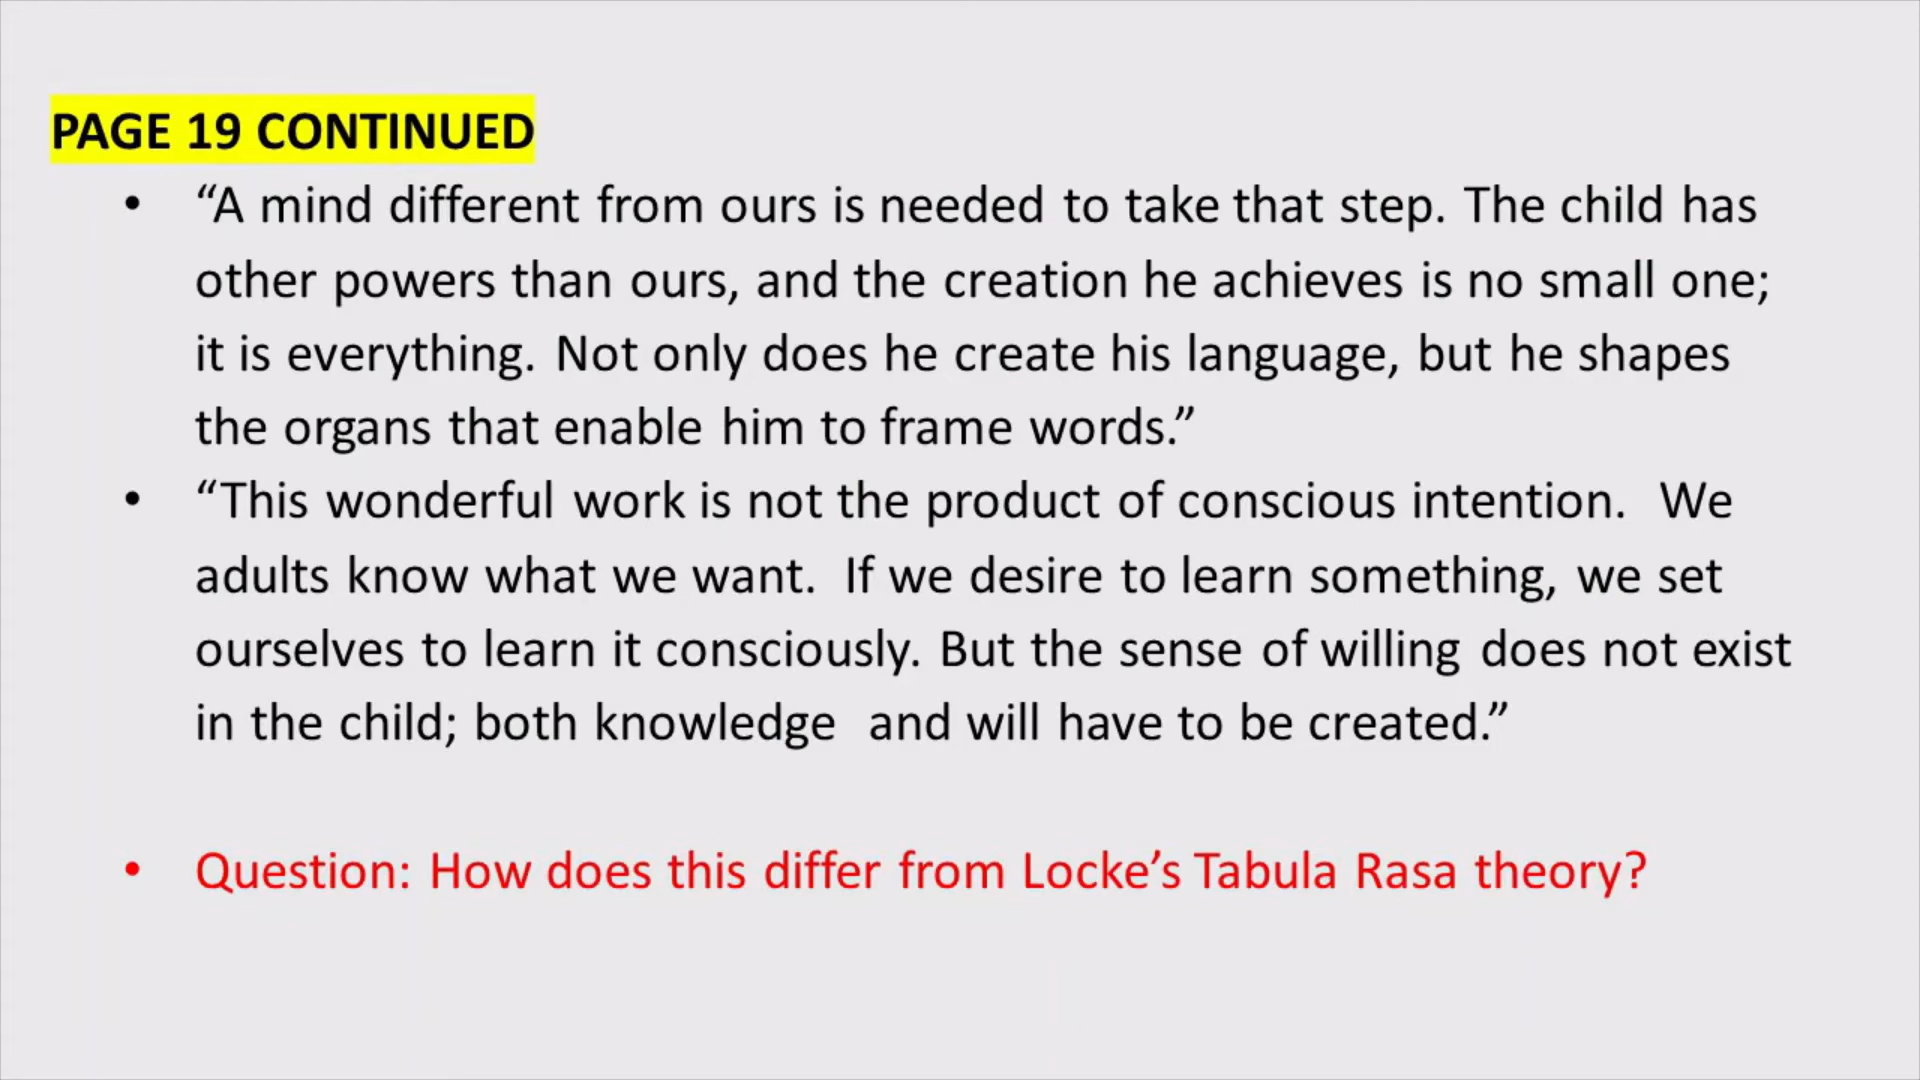 PAGE 19 CONTINUED
• “A mind different from ours is needed to take that step. The child has
other powers than ours, and the creation he achieves is no small one;
it is everything. Not only does he create his language, but he shapes
the organs that enable him to frame words.”
• “This wonderful work is not the product of conscious intention.  We
adults know what we want.  If we desire to learn something, we set
ourselves to learn it consciously. But the sense of willing does not exist
in the child; both knowledge  and will have to be created.”
• Question: How does this differ from Locke’s Tabula Rasa theory?